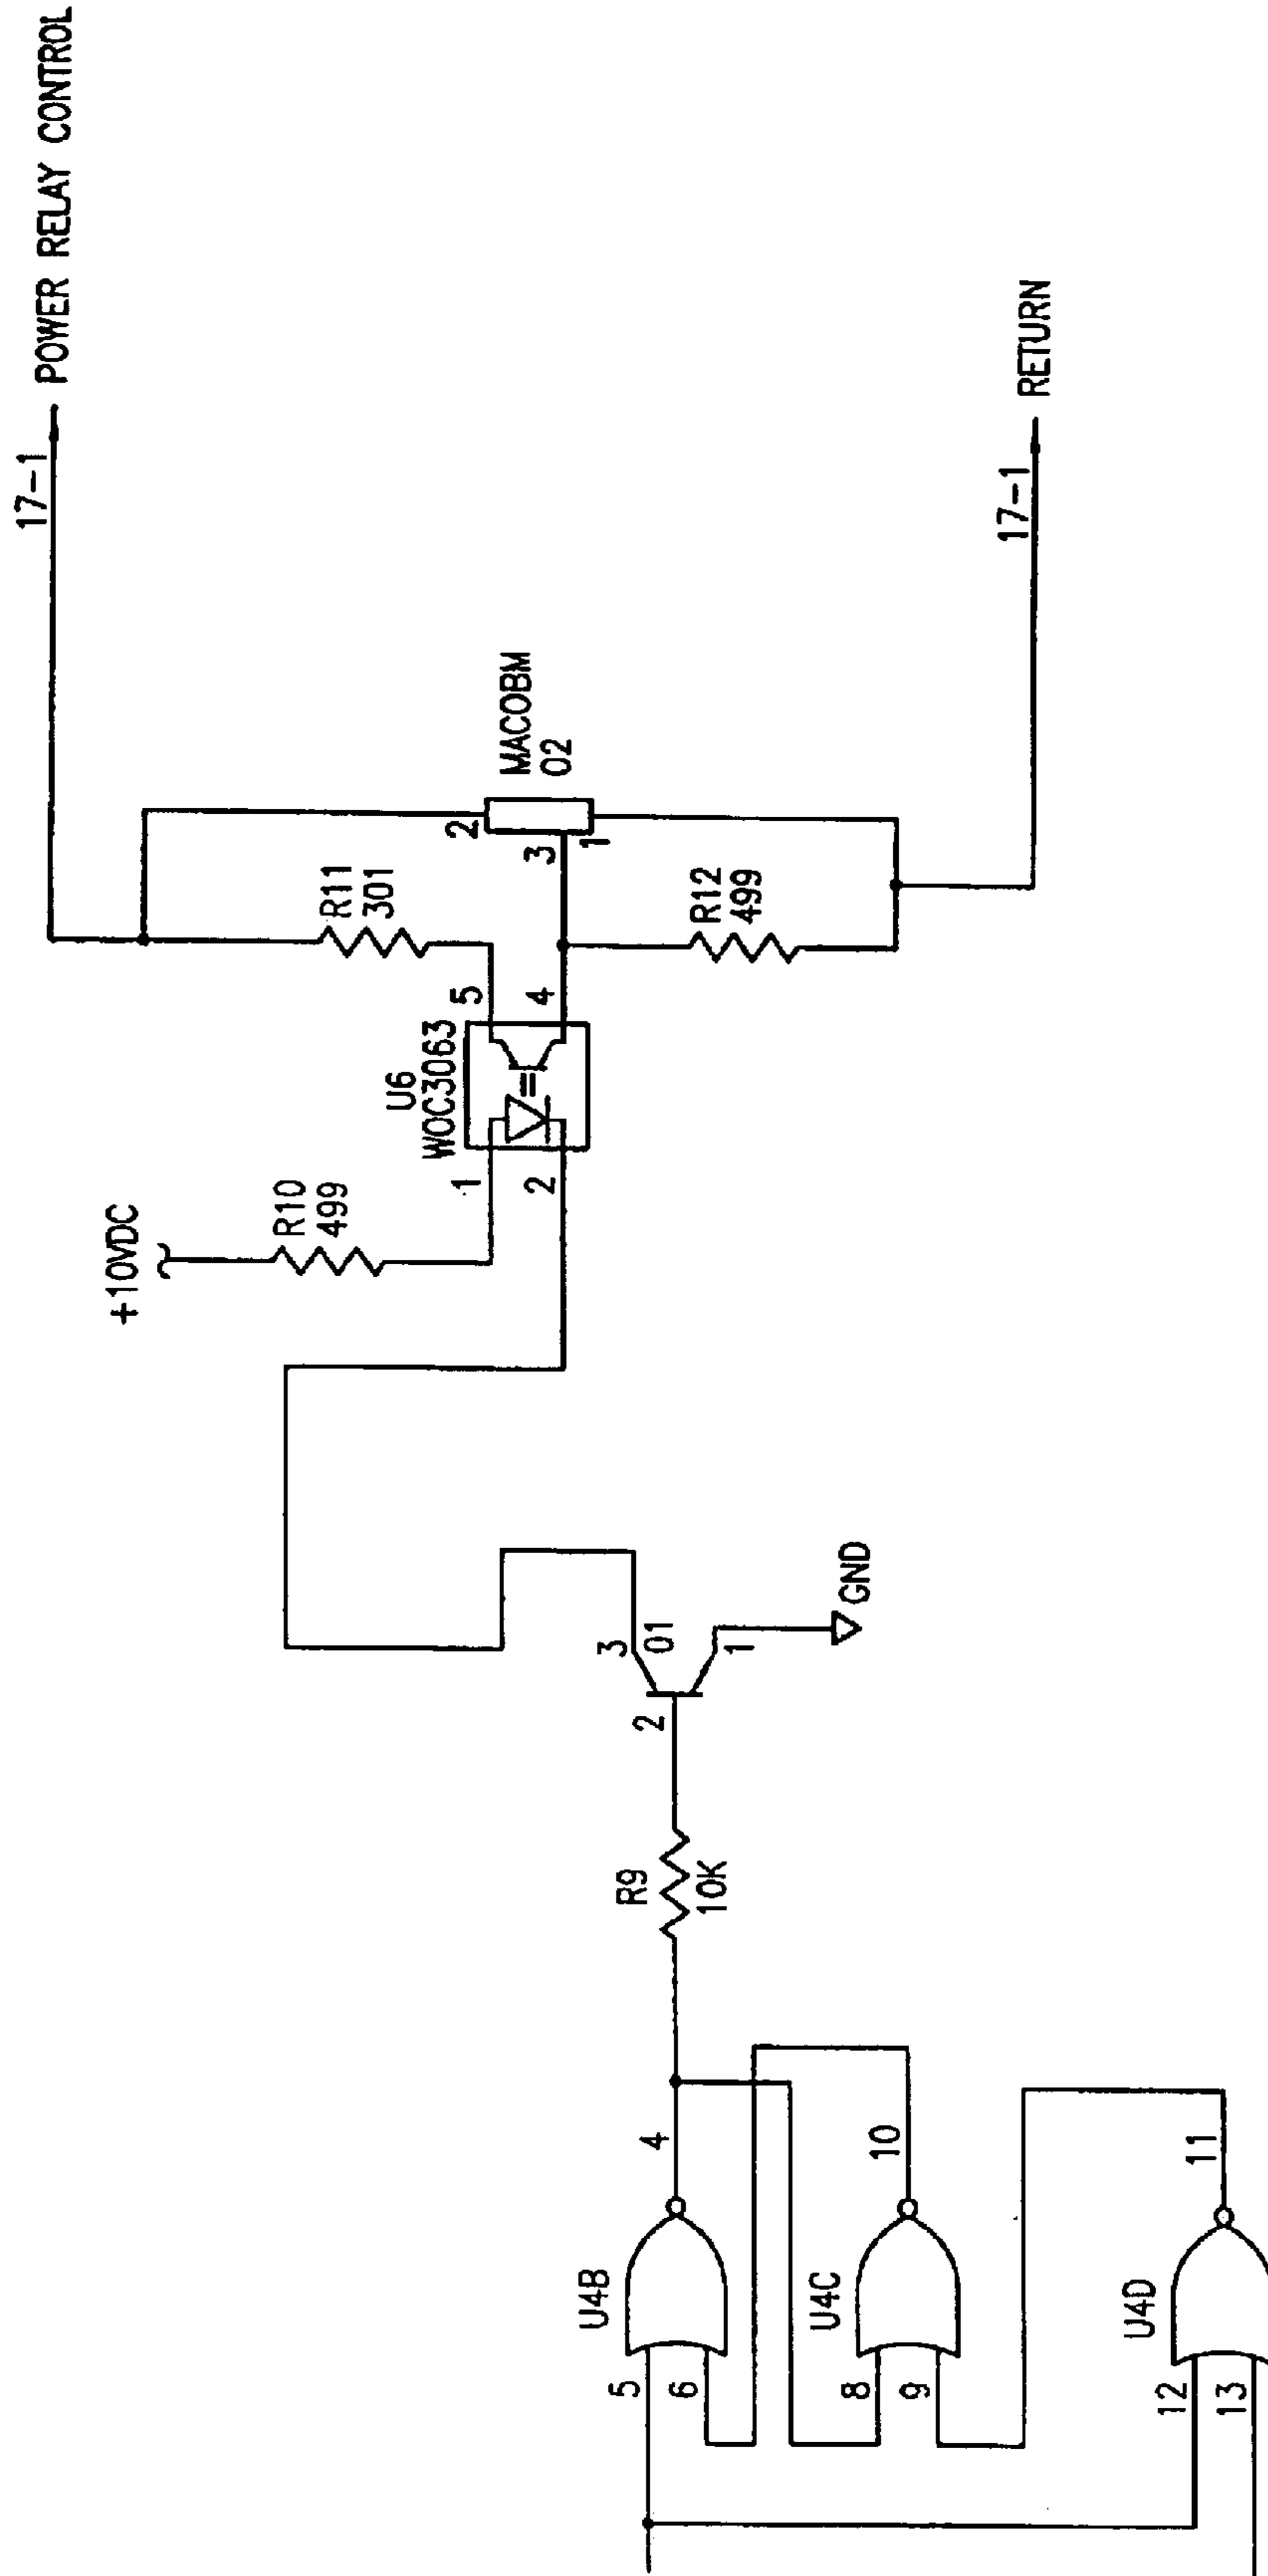 17-1 POWER RELAY CONTROL
+10VDC
R10
499
R11
301
U6
WOC3063
1
5
2
4
MACOBM
02
2
3
1
R12
499
17-1 RETURN
3
01
2
1
GND
R9
10K
U4B
5
6
4
U4C
8
9
10
U4D
12
13
11